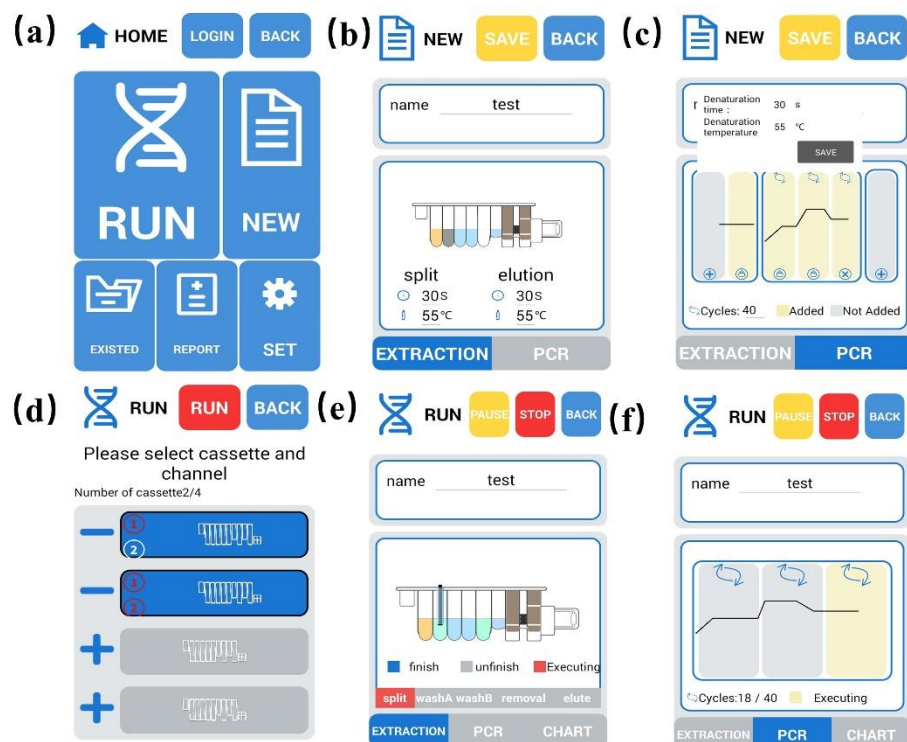 (a) HOME LOGIN BACK
RUN NEW
EXISTED REPORT SET
(b) NEW SAVE BACK
name test
split elution
30S 30S
55℃ 55℃
EXTRACTION PCR
(c) NEW SAVE BACK
Denaturation
time： 30 s
Denaturation
temperature 55 ℃
SAVE
Cycles: 40 Added Not Added
EXTRACTION PCR
(d) RUN RUN BACK
Please select cassette and
channel
Number of cassette2/4
1
2
1
2
(e) RUN PAUSE STOP BACK
name test
finish unfinish Executing
split washA washB removal elute
EXTRACTION PCR CHART
(f) RUN PAUSE STOP BACK
name test
Cycles:18 / 40 Executing
EXTRACTION PCR CHART